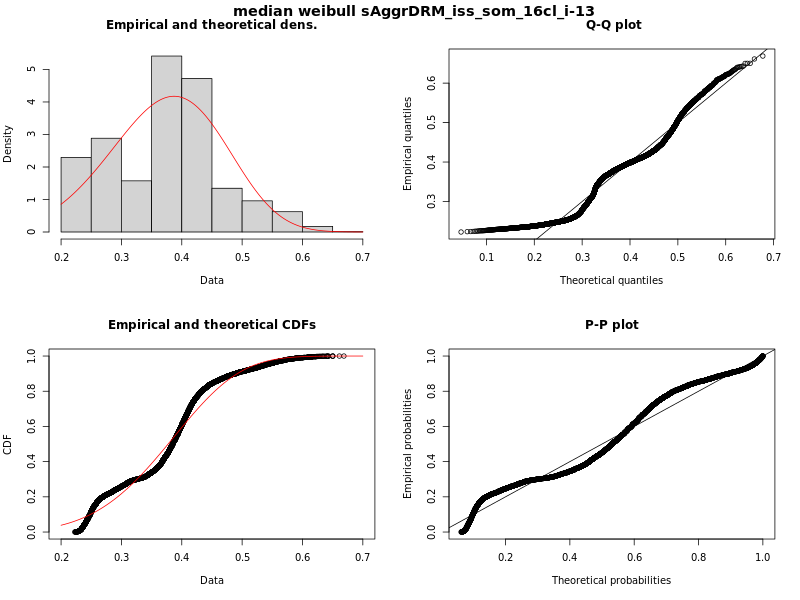 median weibull sAggrDRM_iss_som_16cl_i-13
Empirical and theoretical dens.
Density
0 1 2 3 4 5
0.2 0.3 0.4 0.5 0.6 0.7
Data
Q-Q plot
Empirical quantiles
0.3 0.4 0.5 0.6
0.1 0.2 0.3 0.4 0.5 0.6 0.7
Theoretical quantiles
Empirical and theoretical CDFs
CDF
0.0 0.2 0.4 0.6 0.8 1.0
0.2 0.3 0.4 0.5 0.6 0.7
Data
P-P plot
Empirical probabilities
0.0 0.2 0.4 0.6 0.8 1.0
0.2 0.4 0.6 0.8 1.0
Theoretical probabilities